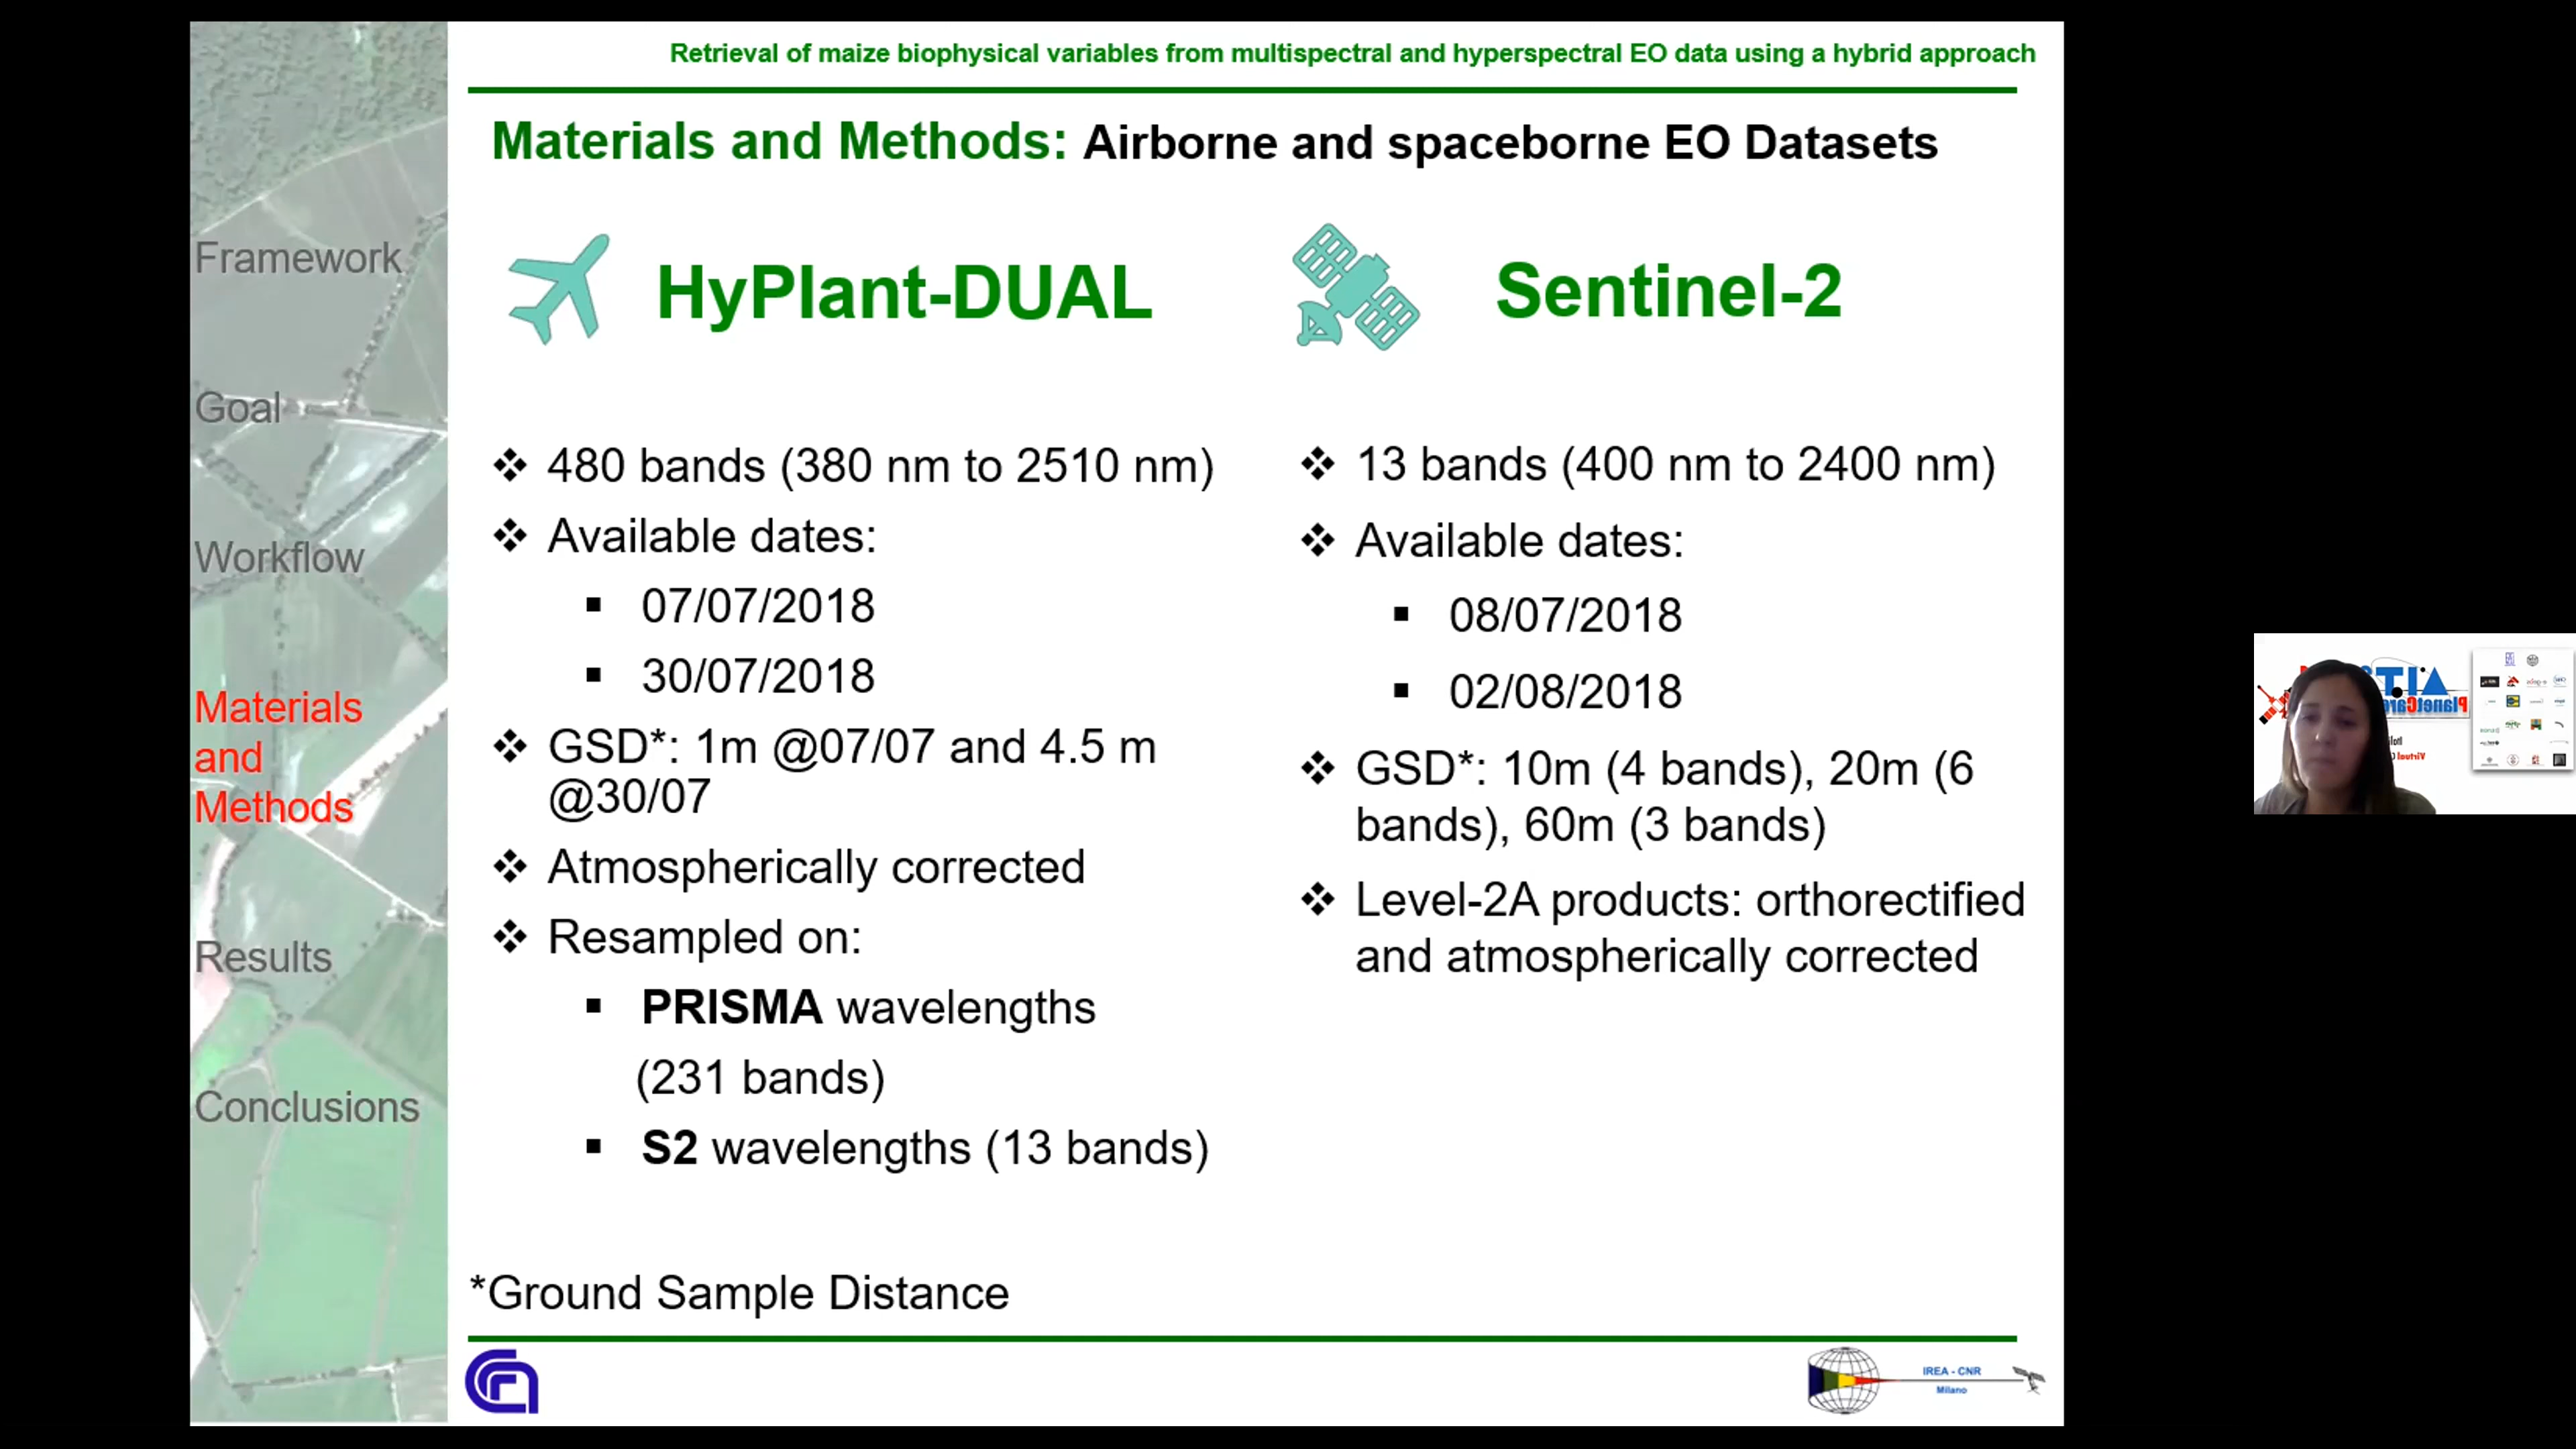 Retrieval of maize biophysical variables from multispectral and hyperspectral EO data using a hybrid approach
Materials and Methods: Airborne and spaceborne EO Datasets
Framework
Goal
Workflow
Materials
and
Methods
Results
Conclusions
HyPlant-DUAL
❖ 480 bands (380 nm to 2510 nm)
❖ Available dates:
▪ 07/07/2018
▪ 30/07/2018
❖ GSD*: 1m @07/07 and 4.5 m
@30/07
❖ Atmospherically corrected
❖ Resampled on:
▪ PRISMA wavelengths
(231 bands)
▪ S2 wavelengths (13 bands)
Sentinel-2
❖ 13 bands (400 nm to 2400 nm)
❖ Available dates:
▪ 08/07/2018
▪ 02/08/2018
❖ GSD*: 10m (4 bands), 20m (6
bands), 60m (3 bands)
❖ Level-2A products: orthorectified
and atmospherically corrected
*Ground Sample Distance
IREA - CNR
Milano
PlanetCare